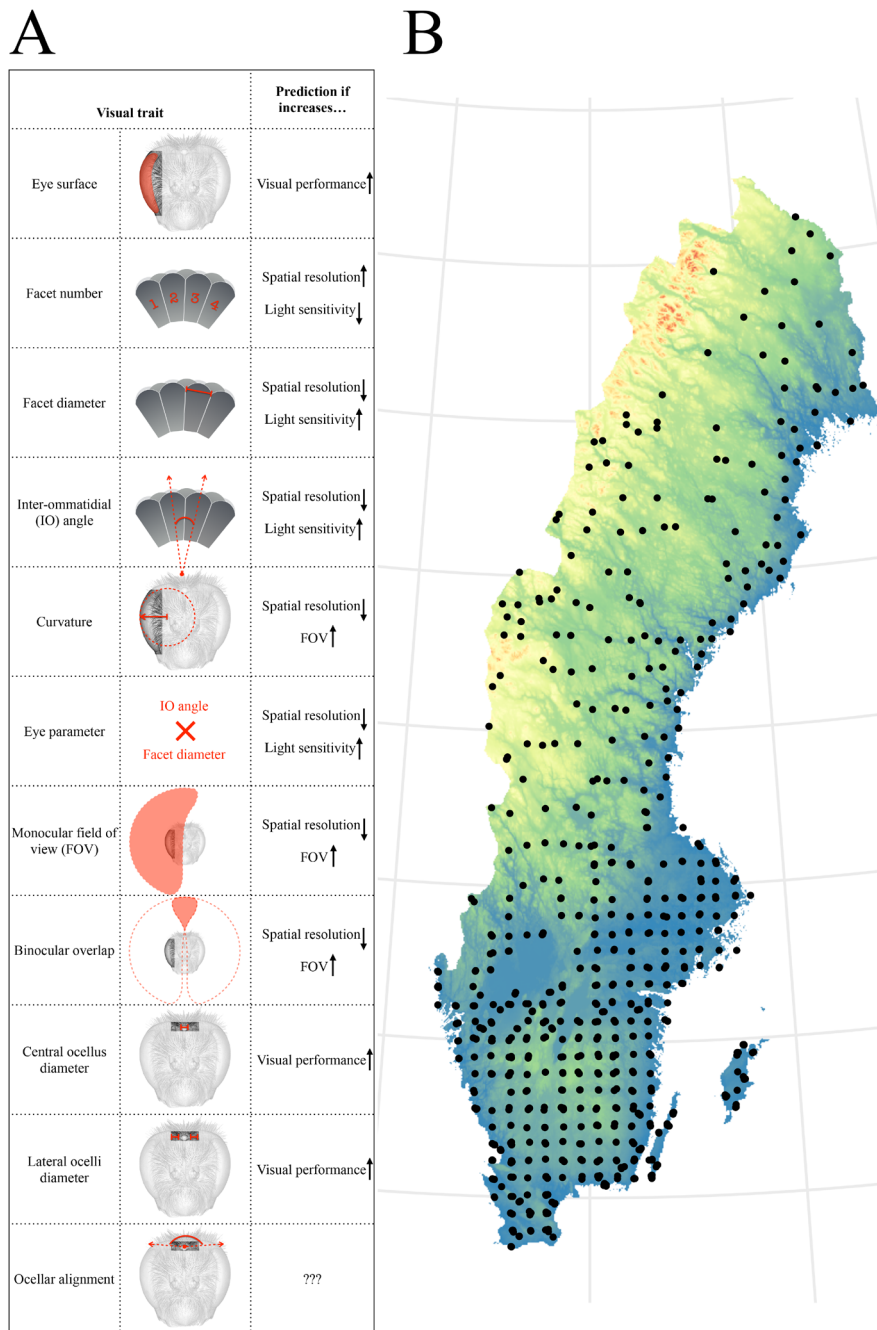 A
B
Visual trait
Prediction if
increases...
Eye surface
Visual performance↑
Facet number
1 2 3 4
Spatial resolution↑
Light sensitivity↓
Facet diameter
Spatial resolution↓
Light sensitivity↑
Inter-ommatidial
(IO) angle
Spatial resolution↓
Light sensitivity↑
Curvature
Spatial resolution↓
FOV↑
Eye parameter
IO angle
×
Facet diameter
Spatial resolution↓
Light sensitivity↑
Monocular field of
view (FOV)
Spatial resolution↓
FOV↑
Binocular overlap
Spatial resolution↓
FOV↑
Central ocellus
diameter
Visual performance↑
Lateral ocelli
diameter
Visual performance↑
Ocellar alignment
???